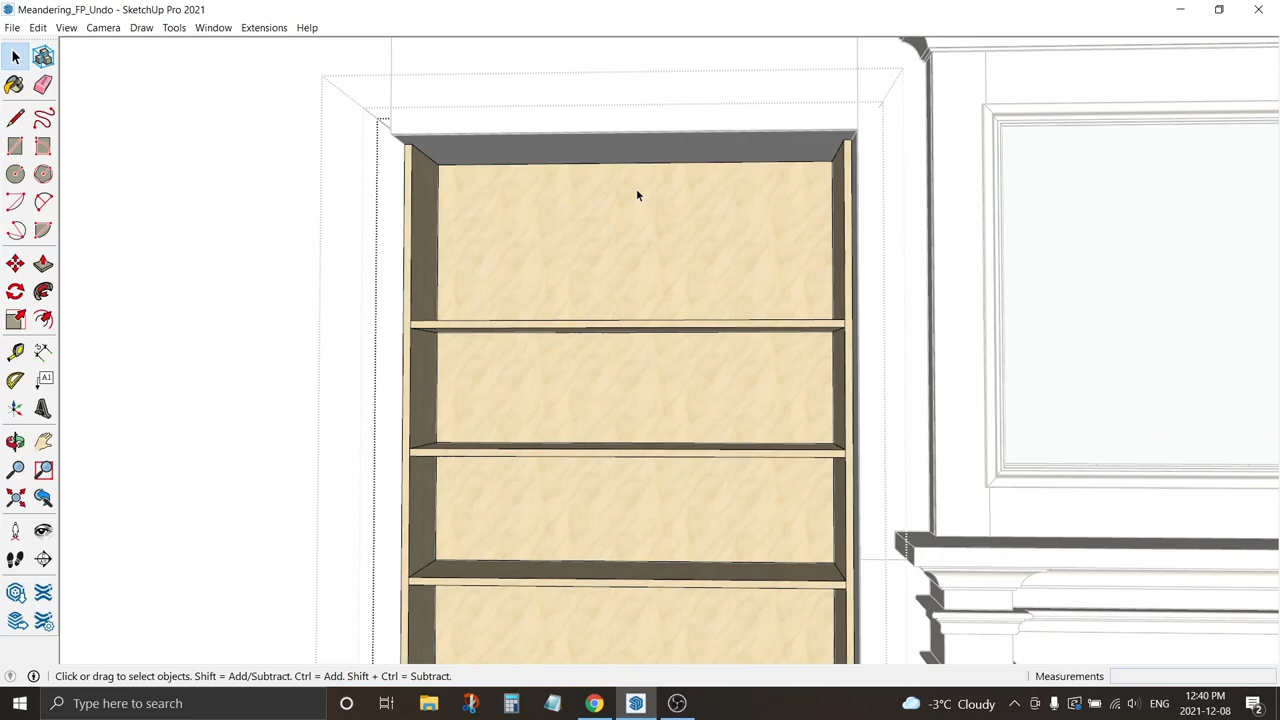 Meandering_FP_Undo - SketchUp Pro 2021
File Edit View Camera Draw Tools Window Extensions Help
A1
Click or drag to select objects. Shift = Add/Subtract. Ctrl = Add. Shift + Ctrl = Subtract.
Measurements
Type here to search
-3°C Cloudy
ENG
12:40 PM
2021-12-08
2